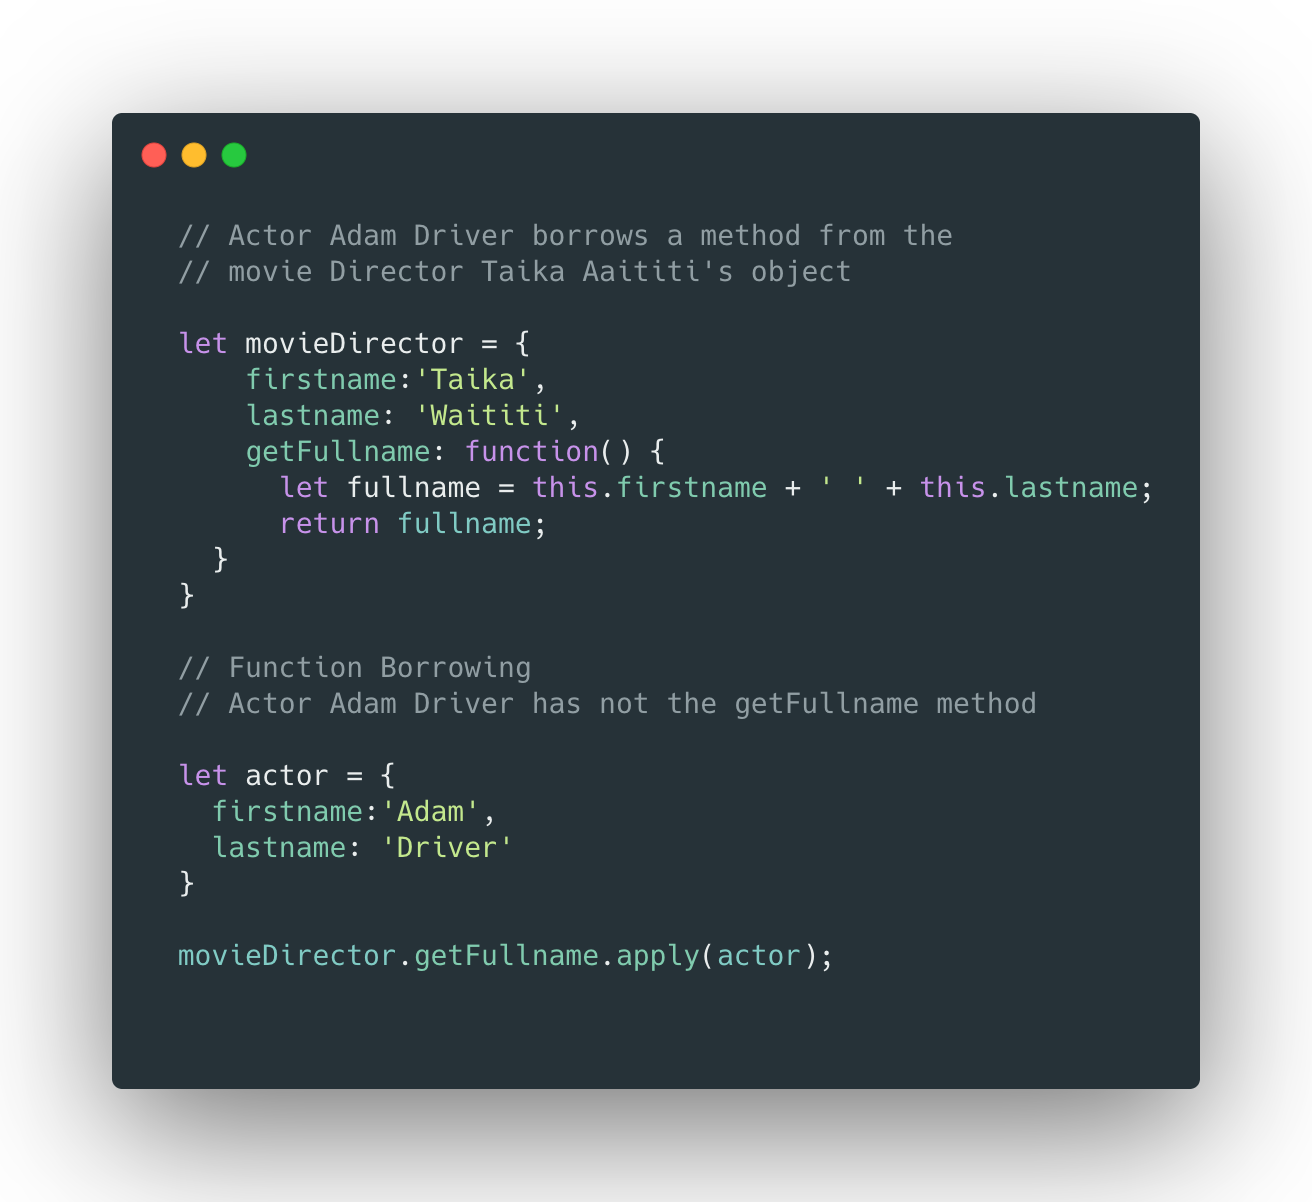 // Actor Adam Driver borrows a method from the
// movie Director Taika Aaititi's object
let movieDirector = {
firstname:'Taika',
lastname: 'Waititi',
getFullname: function() {
let fullname = this.firstname + ' ' + this.lastname;
return fullname;
}
}
// Function Borrowing
// Actor Adam Driver has not the getFullname method
let actor = {
firstname:'Adam',
lastname: 'Driver'
}
movieDirector.getFullname.apply(actor);